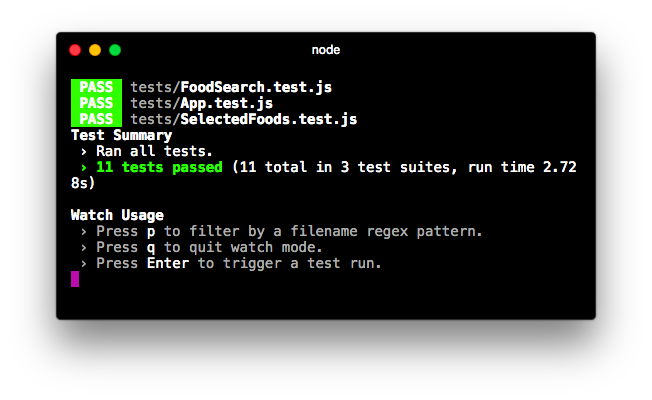 node
PASS tests/FoodSearch.test.js
PASS tests/App.test.js
PASS tests/SelectedFoods.test.js
Test Summary
› Ran all tests.
› 11 tests passed (11 total in 3 test suites, run time 2.72
8s)
Watch Usage
› Press p to filter by a filename regex pattern.
› Press q to quit watch mode.
› Press Enter to trigger a test run.